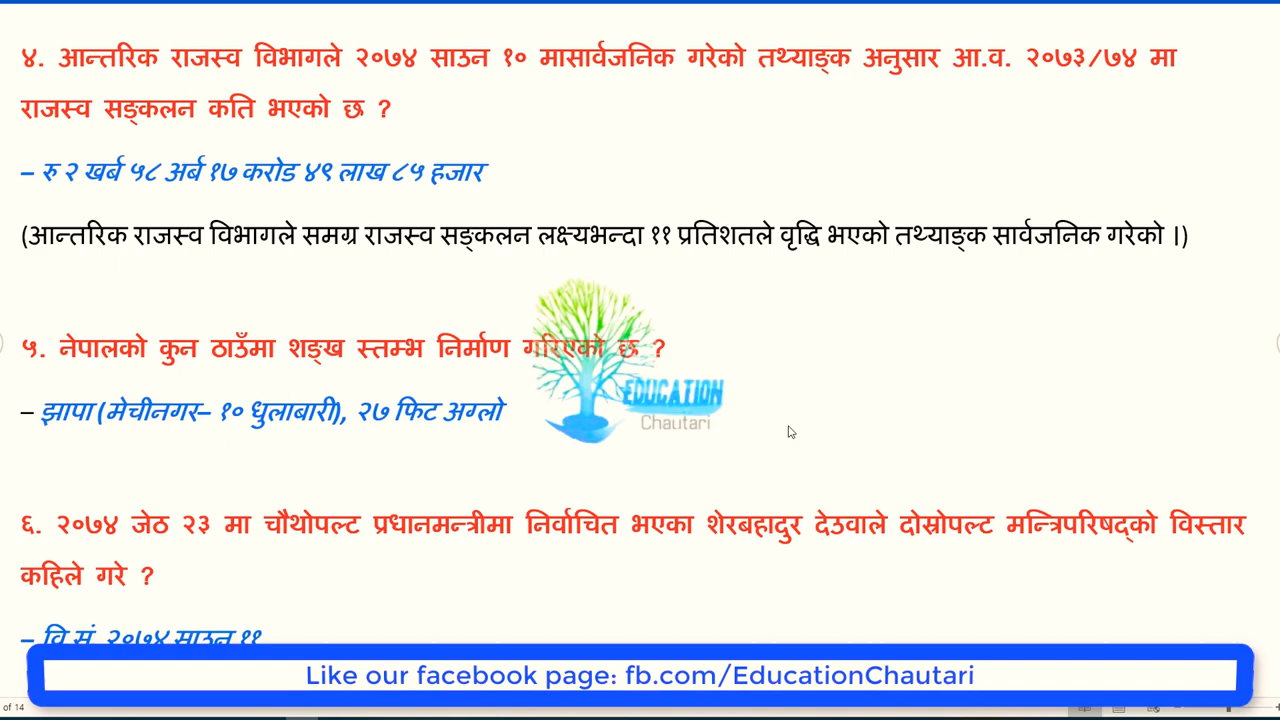 ४. आन्तरिक राजस्व विभागले २०७४ साउन १० मासार्वजनिक गरेको तथ्याङ्क अनुसार आ.व. २०७३/७४ मा
राजस्व सङ्कलन कति भएको छ ?
– रु २ खर्ब ५८ अर्ब १७ करोड ४९ लाख ८५ हजार
(आन्तरिक राजस्व विभागले समग्र राजस्व सङ्कलन लक्ष्यभन्दा ११ प्रतिशतले वृद्धि भएको तथ्याङ्क सार्वजनिक गरेको ।)
५. नेपालको कुन ठाउँमा शङ्ख स्तम्भ निर्माण गरिएको छ ?
EDUCATION
Chautari
– झापा (मेचीनगर– १० धुलाबारी), २७ फिट अग्लो
६. २०७४ जेठ २३ मा चौथोपल्ट प्रधानमन्त्रीमा निर्वाचित भएका शेरबहादुर देउवाले दोस्रोपल्ट मन्त्रिपरिषद्को विस्तार
कहिले गरे ?
– वि.सं. २०७४ साउन ११
Like our facebook page: fb.com/EducationChautari
of 14